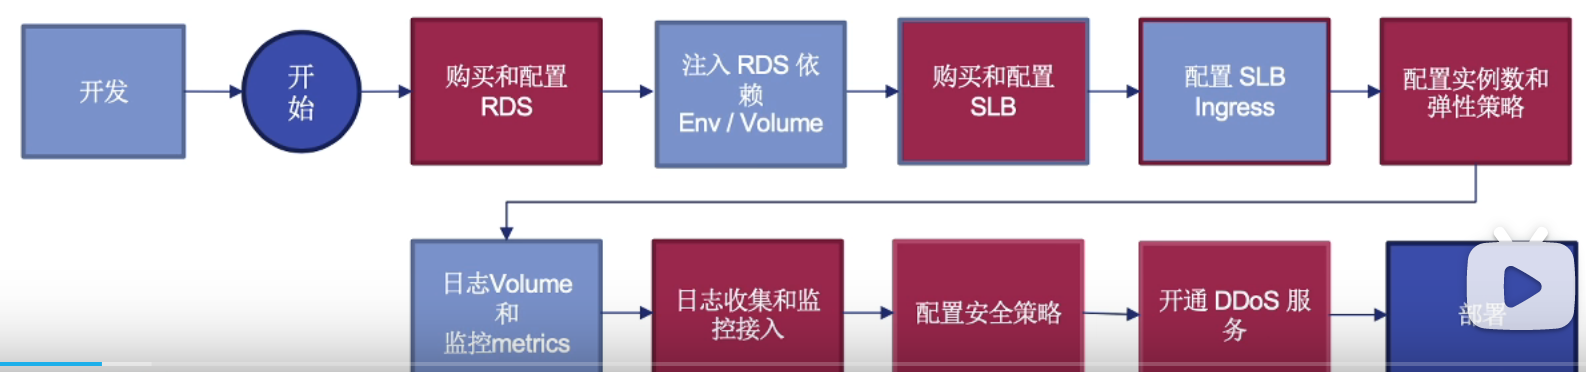 开发
开
始
购买和配置
RDS
注入 RDS 依
赖
Env / Volume
购买和配置
SLB
配置 SLB
Ingress
配置实例数和
弹性策略
日志Volume
和
监控metrics
日志收集和监
控接入
配置安全策略
开通 DDoS 服
务
部署